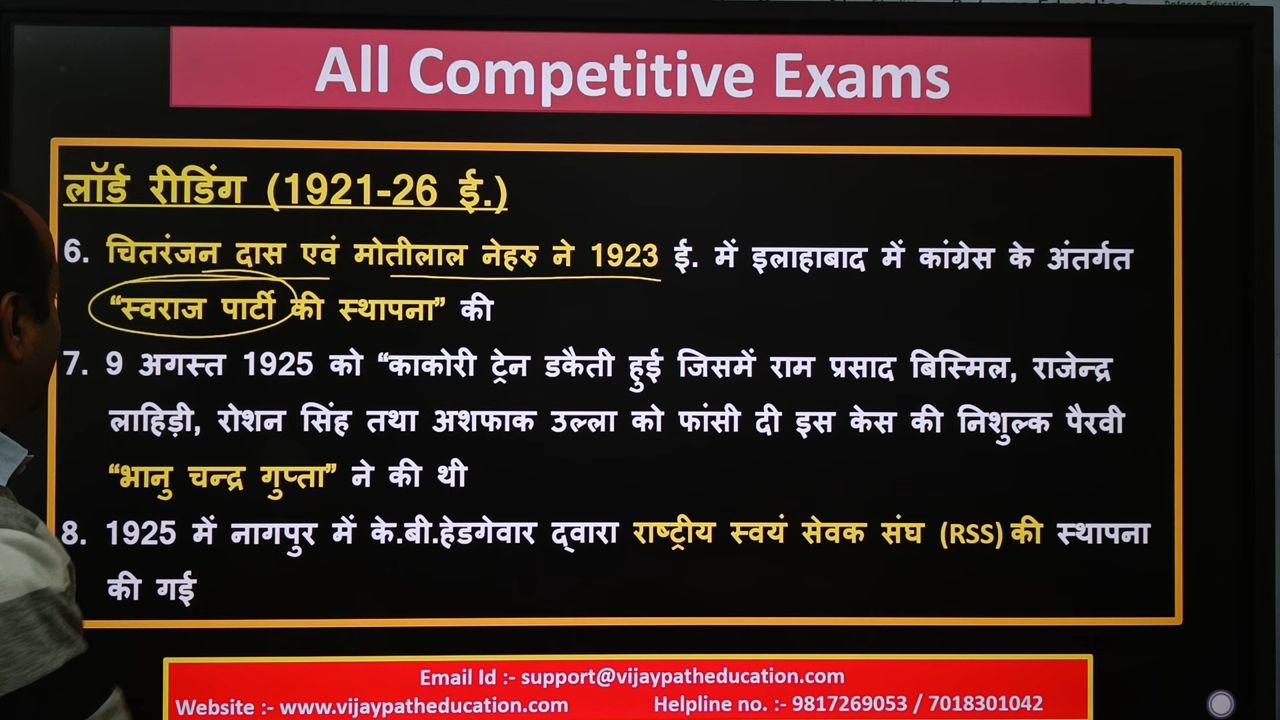 All Competitive Exams
लॉर्ड रीडिंग (1921-26 ई.)
6. चितरंजन दास एवं मोतीलाल नेहरु ने 1923 ई. में इलाहाबाद में कांग्रेस के अंतर्गत
“स्वराज पार्टी की स्थापना” की
7. 9 अगस्त 1925 को “काकोरी ट्रेन डकैती हुई जिसमें राम प्रसाद बिस्मिल, राजेन्द्र
लाहिड़ी, रोशन सिंह तथा अशफाक उल्ला को फांसी दी इस केस की निशुल्क पैरवी
“भानु चन्द्र गुप्ता” ने की थी
8. 1925 में नागपुर में के.बी.हेडगेवार द्वारा राष्ट्रीय स्वयं सेवक संघ (RSS) की स्थापना
की गई
Email Id :- support@vijaypatheducation.com
Website :- www.vijaypatheducation.com Helpline no. :- 9817269053 / 7018301042